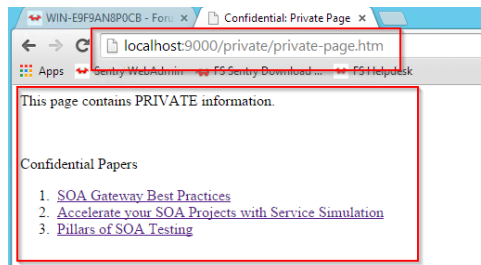 WIN-E9F9AN8P0CB - Foru
Confidential: Private Page
localhost:9000/private/private-page.htm
Apps Sentry WebAdmin FS Sentry Download ... FS Helpdesk
This page contains PRIVATE information.
Confidential Papers
1. SOA Gateway Best Practices
2. Accelerate your SOA Projects with Service Simulation
3. Pillars of SOA Testing